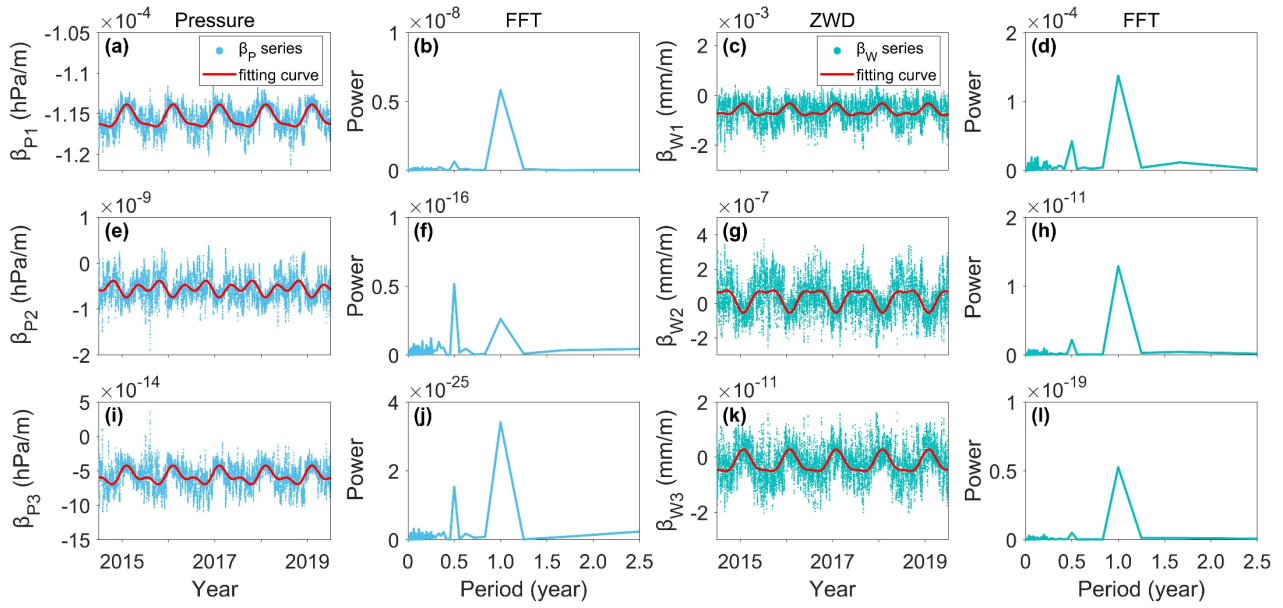 Pressure
FFT
ZWD
FFT
×10⁻⁴
(a)
β_P series
fitting curve
-1.05
-1.1
-1.15
-1.2
β_P1 (hPa/m)
×10⁻⁸
(b)
1
0.5
0
Power
×10⁻³
(c)
β_W series
fitting curve
2
0
-2
β_W1 (mm/m)
×10⁻⁴
(d)
2
1
0
Power
×10⁻⁹
(e)
1
0
-1
-2
β_P2 (hPa/m)
×10⁻¹⁶
(f)
1
0.5
0
Power
×10⁻⁷
(g)
4
2
0
-2
β_W2 (mm/m)
×10⁻¹¹
(h)
2
1
0
Power
×10⁻¹⁴
(i)
5
0
-5
-10
-15
β_P3 (hPa/m)
2015 2017 2019
Year
×10⁻²⁵
(j)
4
2
0
Power
0 0.5 1.0 1.5 2.0 2.5
Period (year)
×10⁻¹¹
(k)
2
0
-2
β_W3 (mm/m)
2015 2017 2019
Year
×10⁻¹⁹
(l)
1
0.5
0
Power
0 0.5 1.0 1.5 2.0 2.5
Period (year)